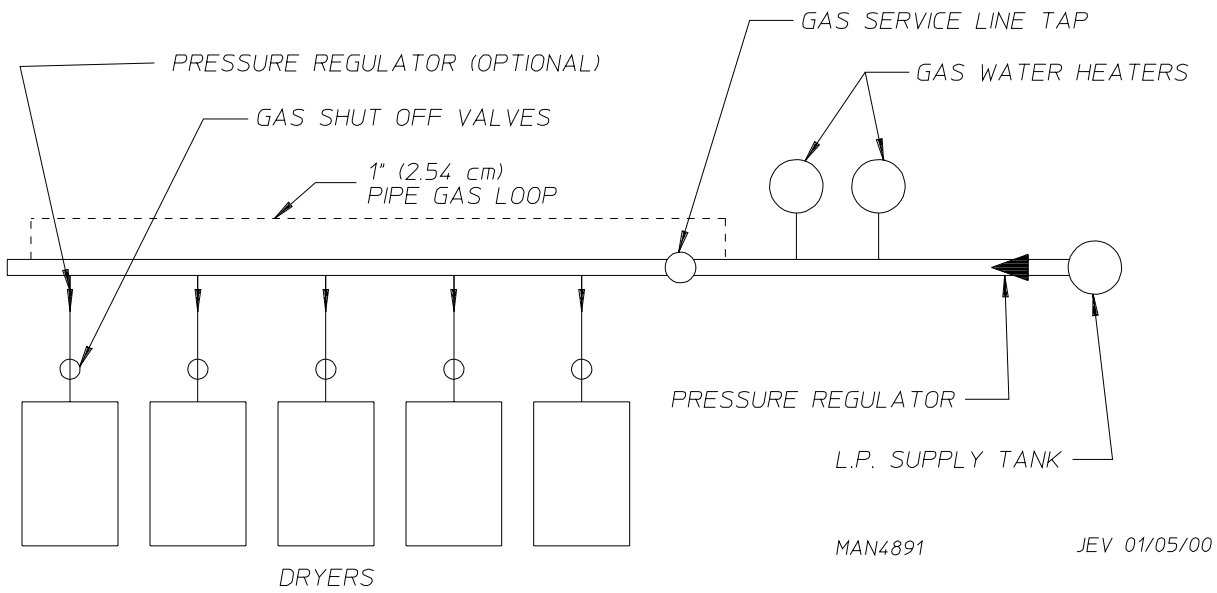 GAS SERVICE LINE TAP
PRESSURE REGULATOR (OPTIONAL)
GAS WATER HEATERS
GAS SHUT OFF VALVES
1" (2.54 cm)
PIPE GAS LOOP
PRESSURE REGULATOR
L.P. SUPPLY TANK
MAN4891
JEV 01/05/00
DRYERS